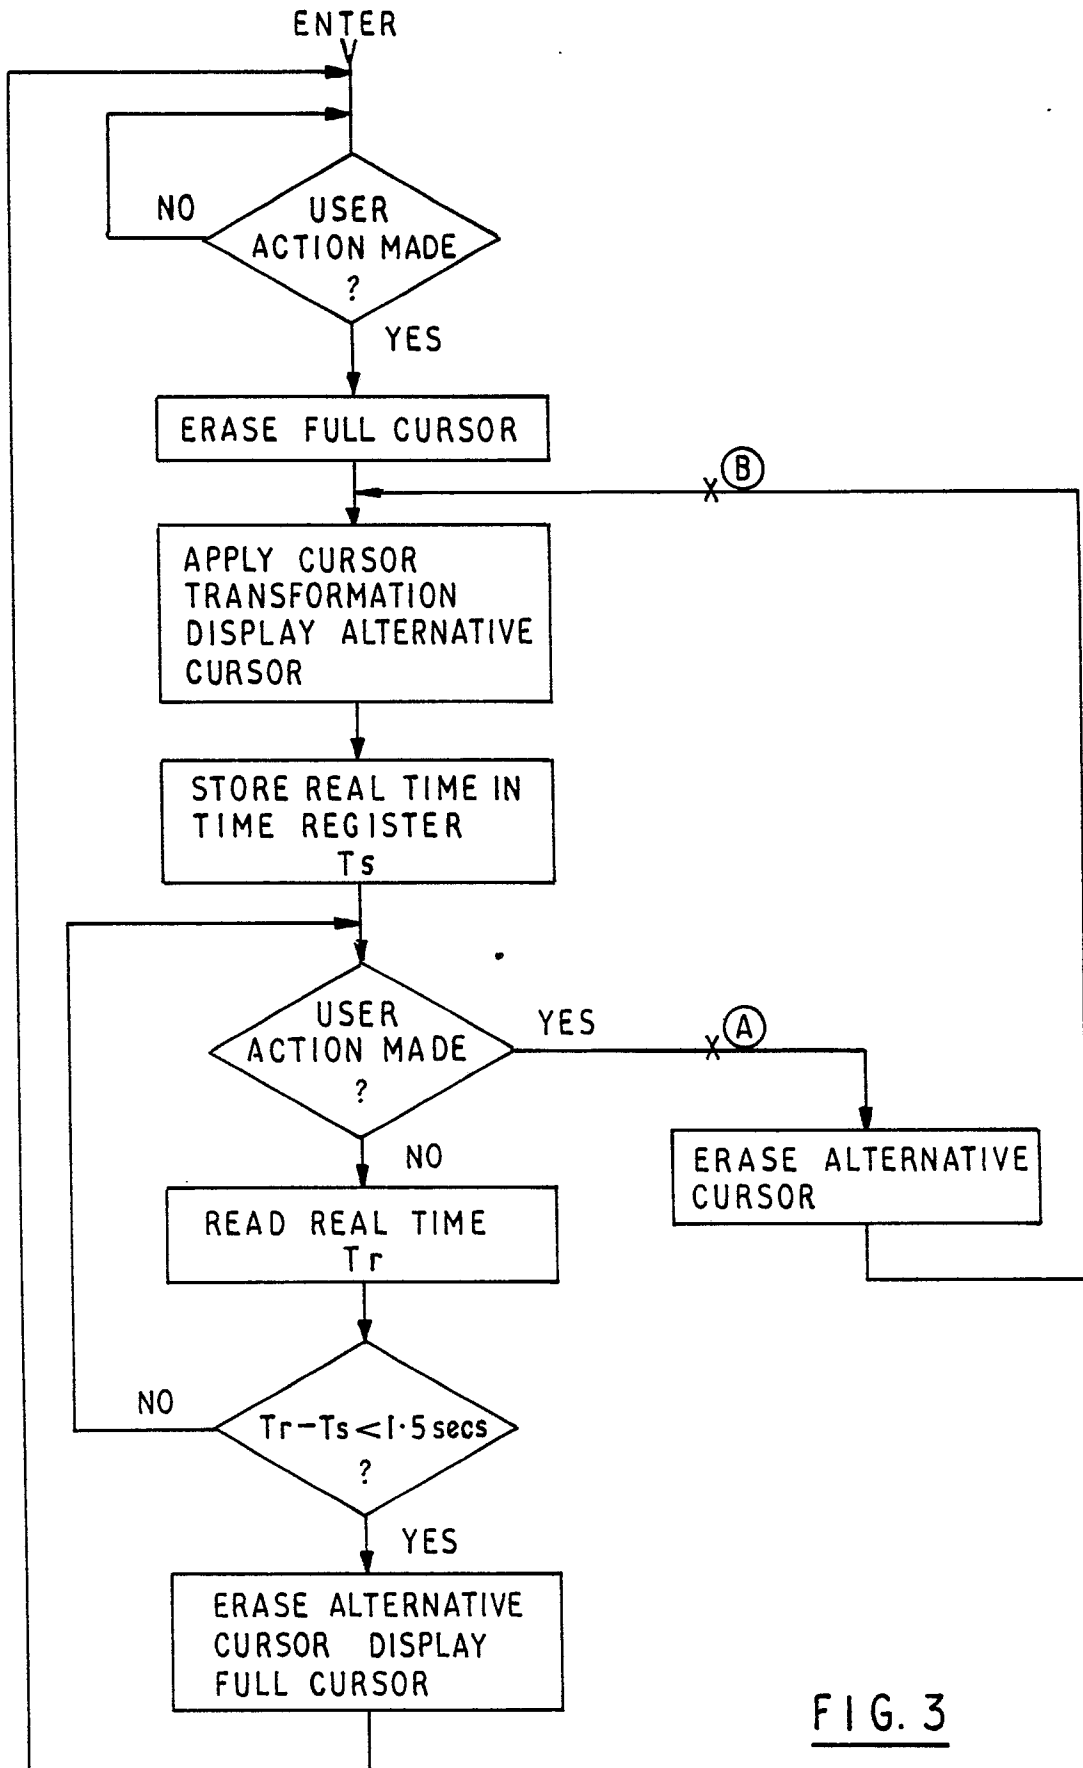 ENTER
NO
USER
ACTION MADE
?
YES
ERASE FULL CURSOR
B
X
APPLY CURSOR
TRANSFORMATION
DISPLAY ALTERNATIVE
CURSOR
STORE REAL TIME IN
TIME REGISTER
Ts
USER
ACTION MADE
?
YES
A
X
NO
ERASE ALTERNATIVE
CURSOR
READ REAL TIME
Tr
NO
Tr-Ts<1·5 secs
?
YES
ERASE ALTERNATIVE
CURSOR DISPLAY
FULL CURSOR
FIG. 3